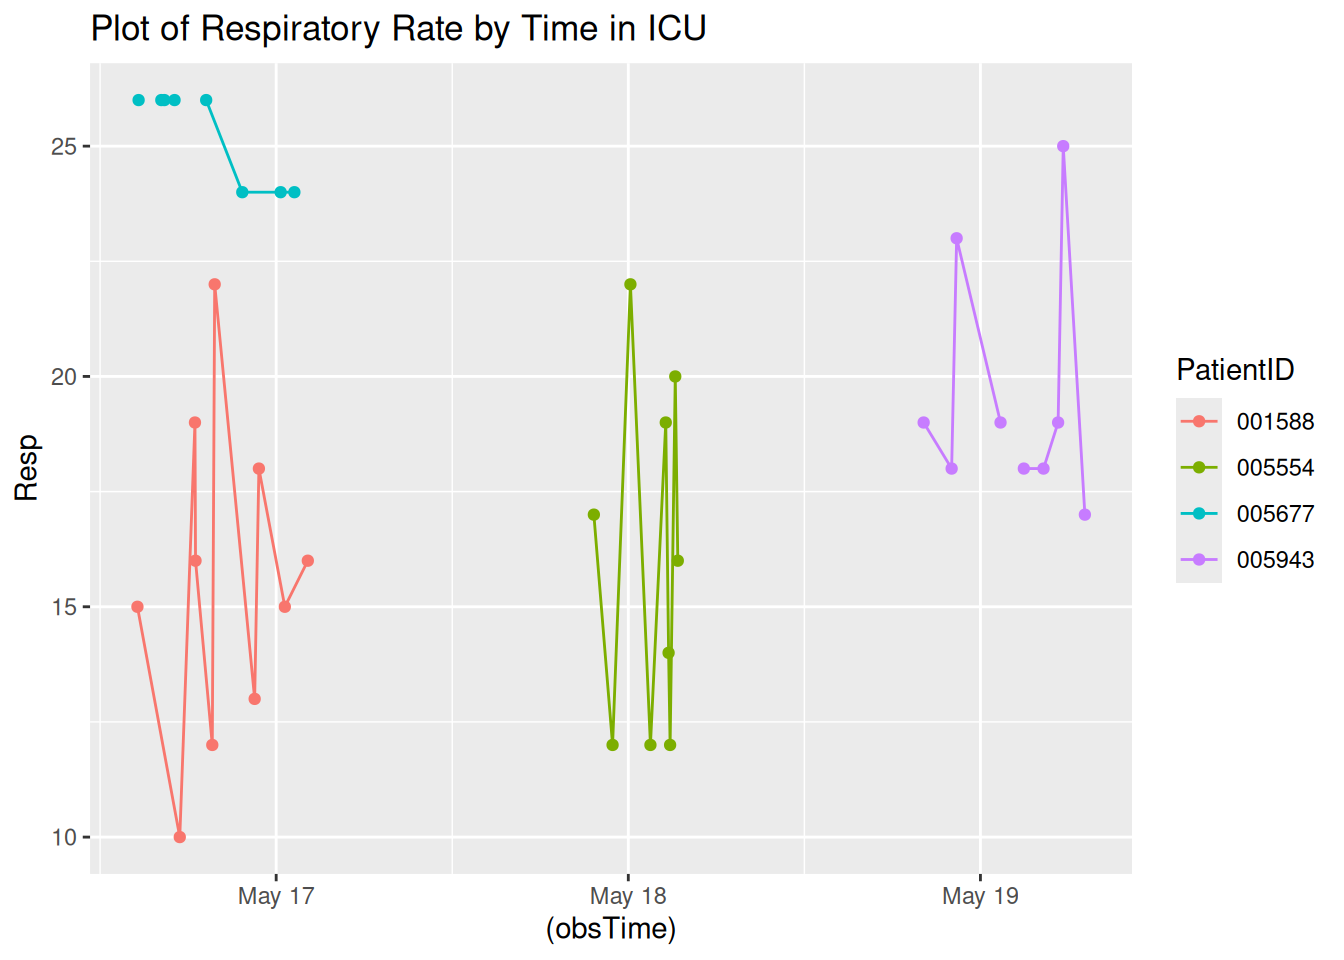 Plot of Respiratory Rate by Time in ICU
Resp
25
20
15
10
May 17
May 18
May 19
(obsTime)
PatientID
001588
005554
005677
005943